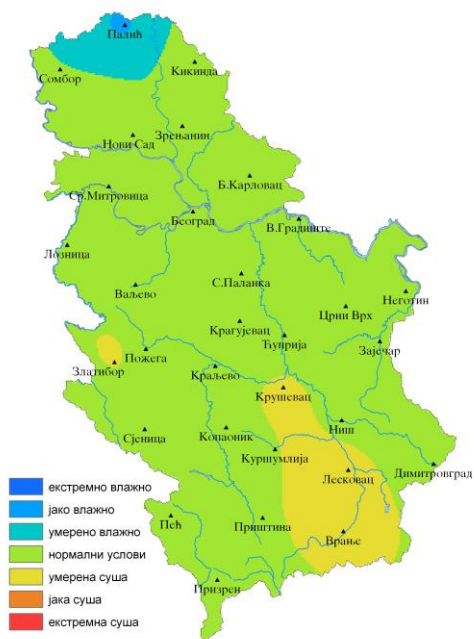 Палић
Кикинда
Сомбор
Зрењанин
Нови Сад
Б.Карловац
Ср.Митровица
Београд
В.Градиште
Лозница
С.Паланка
Ваљево
Неготин
Црни Врх
Крагујевац
Ћуприја
Зајечар
Пожега
Златибор
Краљево
Крушевац
Ниш
Сјеница
Копаоник
Куршумлија
Димитровград
Лесковац
Пећ
Приштина
Врање
Призрен
екстремно влажно
јако влажно
умерено влажно
нормални услови
умерена суша
јака суша
екстремна суша